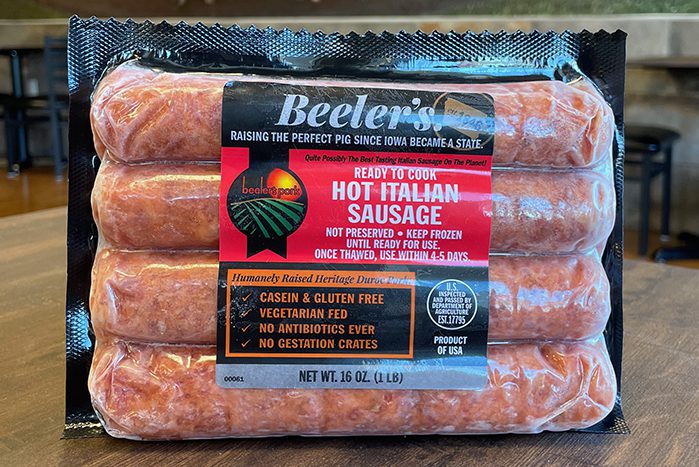 Beeler's
RAISING THE PERFECT PIG SINCE IOWA BECAME A STATE.
Quite Possibly The Best Tasting Italian Sausage On The Planet!
beelers pork
READY TO COOK
HOT ITALIAN
SAUSAGE
NOT PRESERVED • KEEP FROZEN
UNTIL READY FOR USE.
ONCE THAWED, USE WITHIN 4-5 DAYS.
Humanely Raised Heritage Duroc
✓ CASEIN & GLUTEN FREE
✓ VEGETARIAN FED
✓ NO ANTIBIOTICS EVER
✓ NO GESTATION CRATES
U.S.
INSPECTED
AND PASSED BY
DEPARTMENT OF
AGRICULTURE
EST.17795
PRODUCT
OF USA
00061
NET WT. 16 OZ. (1 LB)